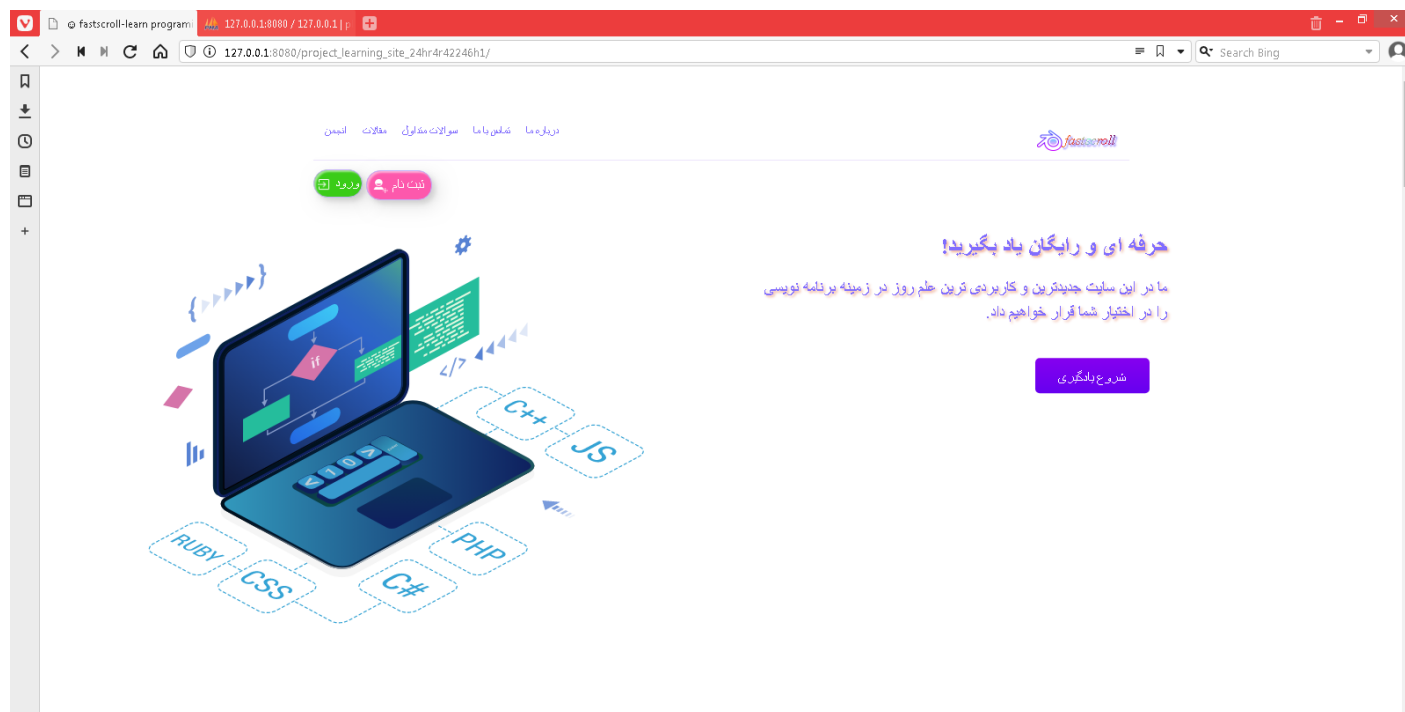 fastscroll-learn programi
127.0.0.1:8080 / 127.0.0.1 | p
127.0.0.1:8080/project_learning_site_24hr4r42246h1/
Search Bing
fastscroll
درباره ما تماس با ما سوالات متداول مقالات انجمن
ثبت نام ورود
حرفه ای و رایگان یاد بگیرید!
ما در این سایت جدیدترین و کاربردی ترین علم روز در زمینه برنامه نویسی
را در اختیار شما قرار خواهیم داد.
شروع یادگیری
{ }
if
</>
C++
JS
PHP
C#
CSS
RUBY